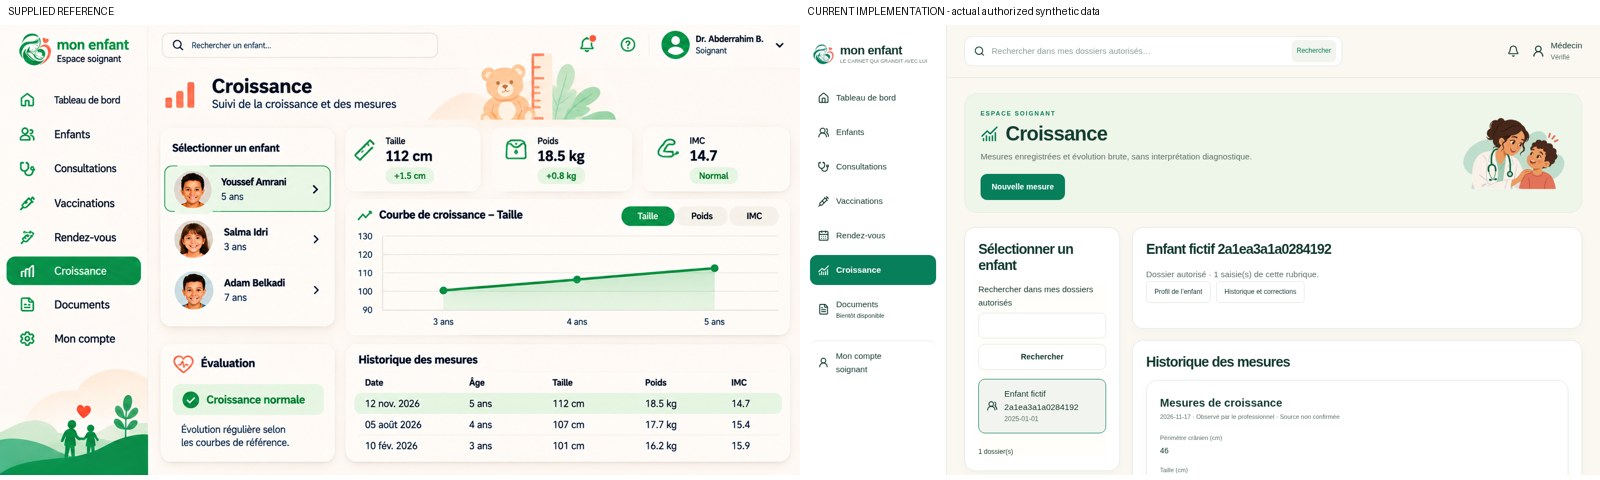 SUPPLIED REFERENCE
mon enfant
Espace soignant
Rechercher un enfant...
Dr. Abderrahim B.
Soignant
Tableau de bord
Enfants
Consultations
Vaccinations
Rendez-vous
Croissance
Documents
Mon compte
Croissance
Suivi de la croissance et des mesures
Sélectionner un enfant
Youssef Amrani
5 ans
Salma Idri
3 ans
Adam Belkadi
7 ans
Taille
112 cm
+1.5 cm
Poids
18.5 kg
+0.8 kg
IMC
14.7
Normal
Courbe de croissance – Taille
Taille
Poids
IMC
130
120
110
100
90
3 ans
4 ans
5 ans
Évaluation
Croissance normale
Évolution régulière selon
les courbes de référence.
Historique des mesures
Date Âge Taille Poids IMC
12 nov. 2026 5 ans 112 cm 18.5 kg 14.7
05 août 2026 4 ans 107 cm 17.7 kg 15.4
10 fév. 2026 3 ans 101 cm 16.2 kg 15.9
CURRENT IMPLEMENTATION - actual authorized synthetic data
mon enfant
LE CARNET QUI GRANDIT AVEC LUI
Rechercher dans mes dossiers autorisés...
Rechercher
Médecin
Vérifié
Tableau de bord
Enfants
Consultations
Vaccinations
Rendez-vous
Croissance
Documents
Bientôt disponible
Mon compte
soignant
ESPACE SOIGNANT
Croissance
Mesures enregistrées et évolution brute, sans interprétation diagnostique.
Nouvelle mesure
Sélectionner un
enfant
Rechercher dans mes dossiers
autorisés
Rechercher
Enfant fictif
2a1ea3a1a0284192
2025-01-01
1 dossier(s)
Enfant fictif 2a1ea3a1a0284192
Dossier autorisé · 1 saisie(s) de cette rubrique.
Profil de l'enfant
Historique et corrections
Historique des mesures
Mesures de croissance
2026-11-17 · Observé par le professionnel · Source non confirmée
Périmètre crânien (cm)
46
Taille (cm)